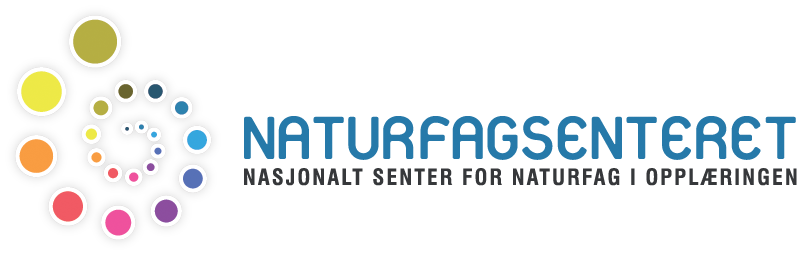 NATURFAGSENTERET
NASJONALT SENTER FOR NATURFAG I OPPLÆRINGEN